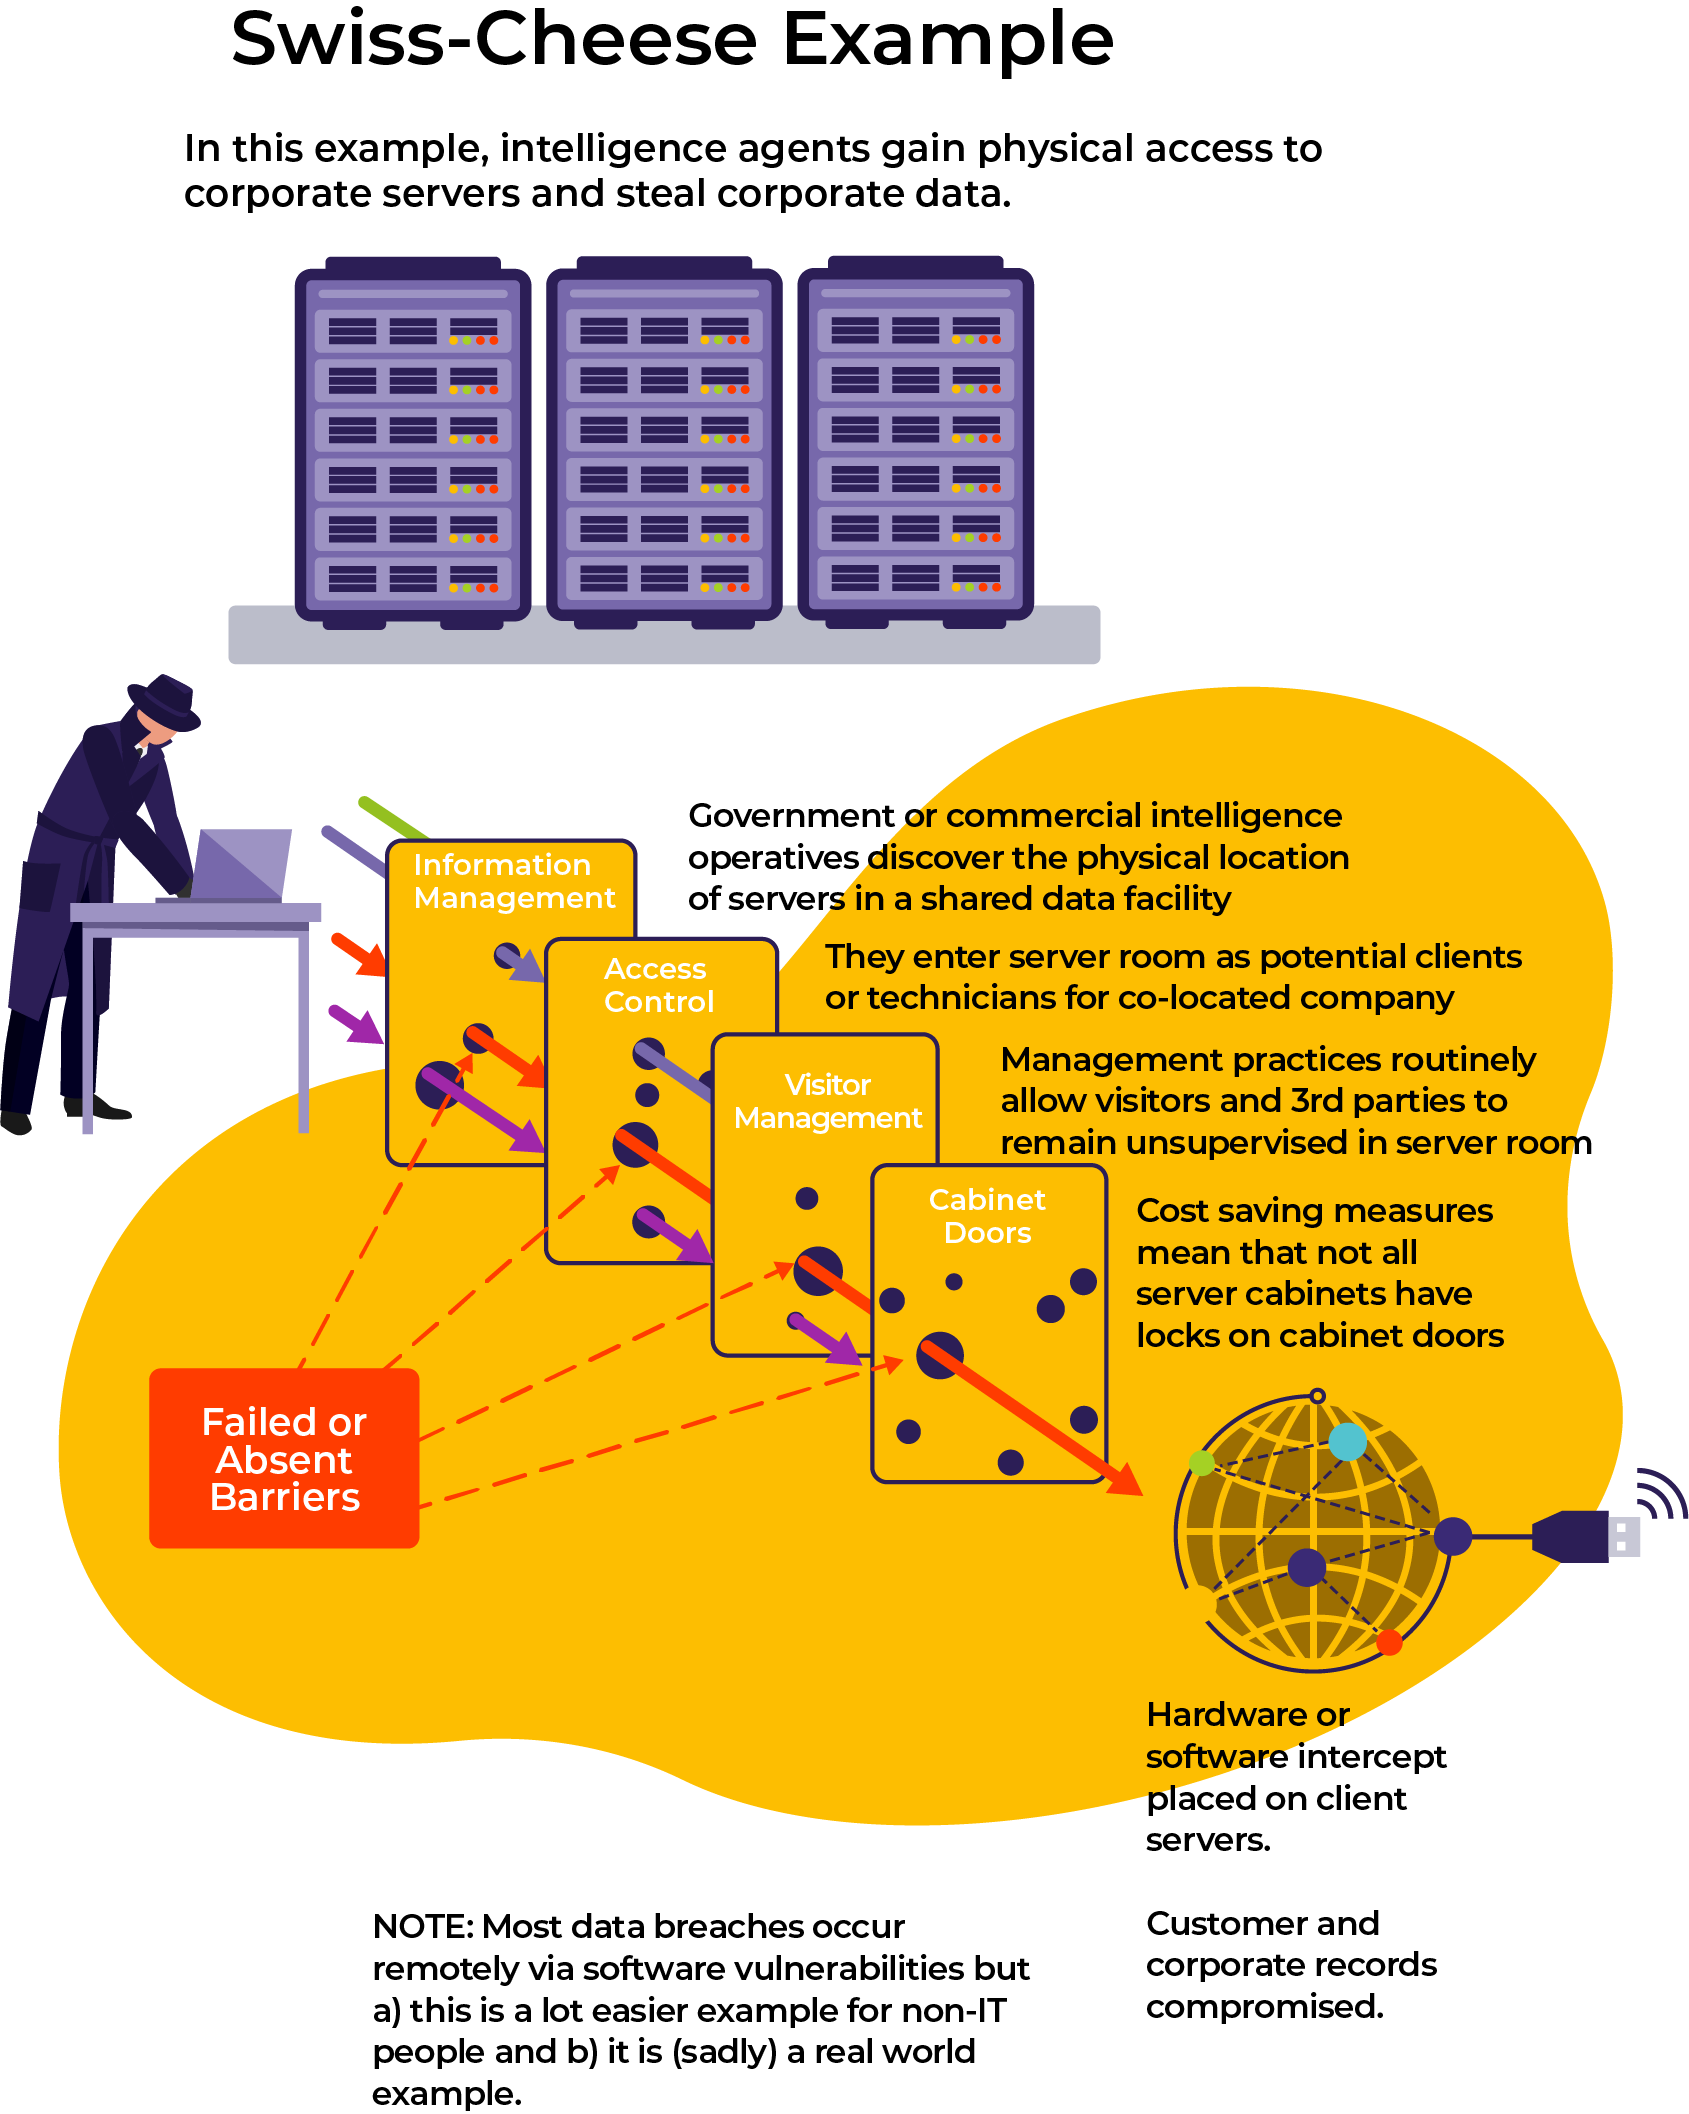 Swiss-Cheese Example
In this example, intelligence agents gain physical access to
corporate servers and steal corporate data.
Information
Management
Government or commercial intelligence
operatives discover the physical location
of servers in a shared data facility
Access
Control
They enter server room as potential clients
or technicians for co-located company
Visitor
Management
Management practices routinely
allow visitors and 3rd parties to
remain unsupervised in server room
Cabinet
Doors
Cost saving measures
mean that not all
server cabinets have
locks on cabinet doors
Failed or
Absent
Barriers
Hardware or
software intercept
placed on client
servers.
Customer and
corporate records
compromised.
NOTE: Most data breaches occur
remotely via software vulnerabilities but
a) this is a lot easier example for non-IT
people and b) it is (sadly) a real world
example.